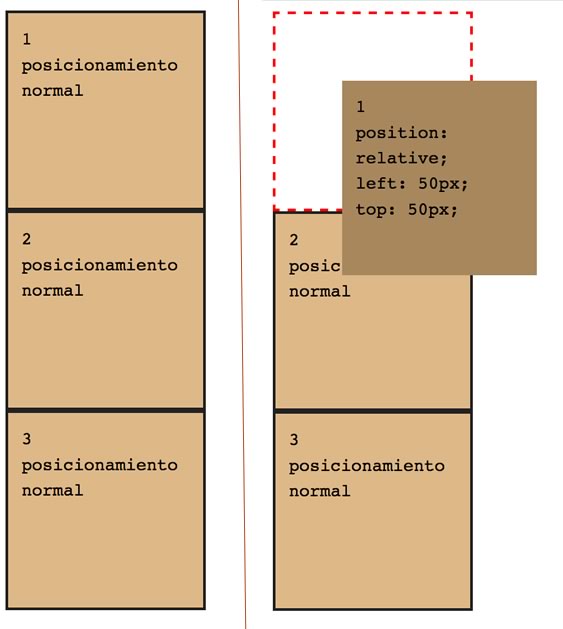 1
posicionamiento
normal
2
posicionamiento
normal
3
posicionamiento
normal
1
position:
relative;
left: 50px;
top: 50px;
2
posic
normal
3
posicionamiento
normal